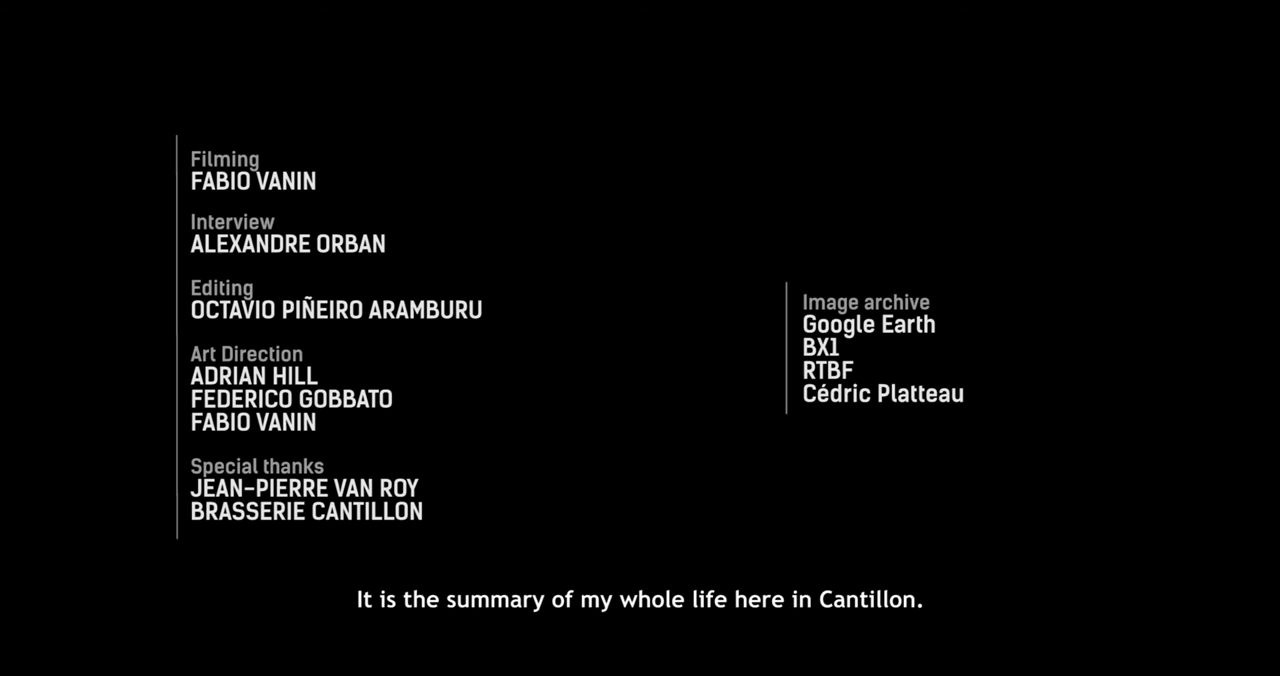 Filming
FABIO VANIN
Interview
ALEXANDRE ORBAN
Editing
OCTAVIO PIÑEIRO ARAMBURU
Art Direction
ADRIAN HILL
FEDERICO GOBBATO
FABIO VANIN
Special thanks
JEAN-PIERRE VAN ROY
BRASSERIE CANTILLON
Image archive
Google Earth
BX1
RTBF
Cédric Platteau
It is the summary of my whole life here in Cantillon.